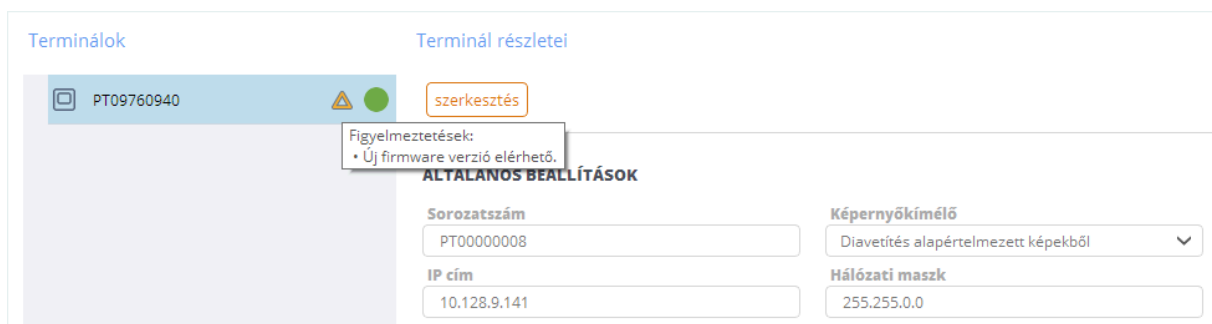 Terminálok
Terminál részletei
PT09760940
szerkesztés
Figyelmeztetések:
• Új firmware verzió elérhető.
ÁLTALÁNOS BEÁLLÍTÁSOK
Sorozatszám
Képernyőkímélő
PT00000008
Diavetítés alapértelmezett képekből
IP cím
Hálózati maszk
10.128.9.141
255.255.0.0